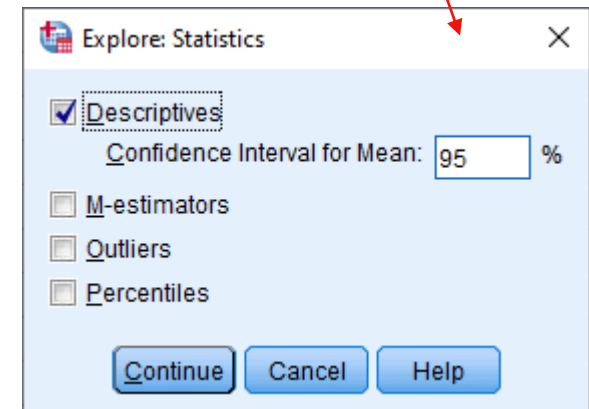 Explore: Statistics
Descriptives
Confidence Interval for Mean: 95 %
M-estimators
Outliers
Percentiles
Continue Cancel Help